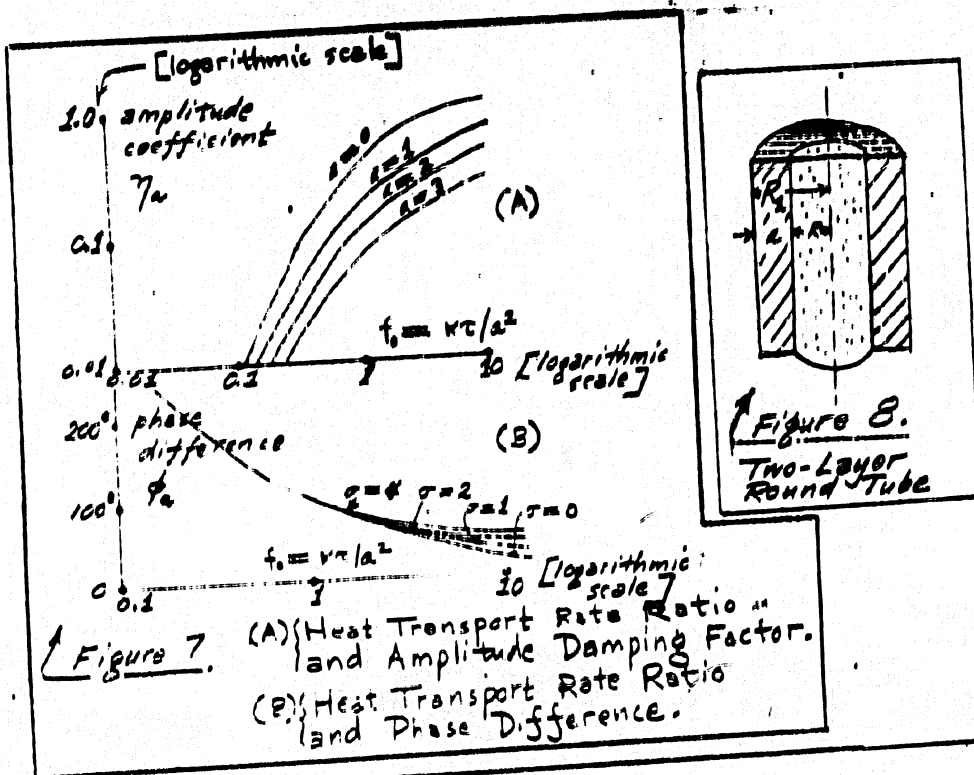 [logarithmic scale]
1.0
amplitude
coefficient
ηa
0.1
0.01
(A)
f₀ = κτ/a²
0.01
0.1
1
10
[logarithmic
scale]
200°
phase
difference
φa
100°
0
(B)
σ=2
σ=1
σ=0
f₀ = κτ/a²
0.1
1
10
[logarithmic
scale]
Figure 7.
(A) {Heat Transport Rate Ratio
and Amplitude Damping Factor.
(B) {Heat Transport Rate Ratio
and Phase Difference.
a
Figure 8.
Two-Layer
Round Tube